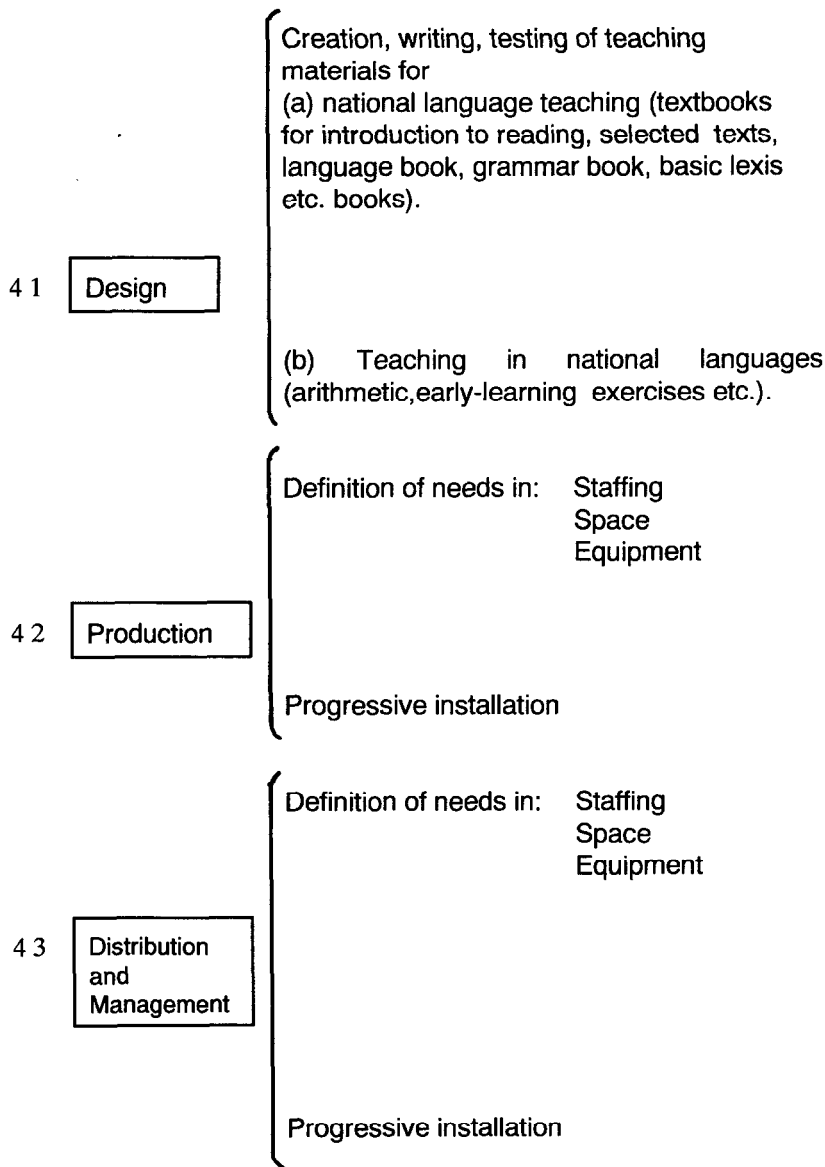 Creation, writing, testing of teaching
materials for
(a) national language teaching (textbooks
for introduction to reading, selected texts,
language book, grammar book, basic lexis
etc. books).
4 1 Design
(b) Teaching in national languages
(arithmetic,early-learning exercises etc.).
Definition of needs in: Staffing
Space
Equipment
4 2 Production
Progressive installation
Definition of needs in: Staffing
Space
Equipment
4 3 Distribution
and
Management
Progressive installation